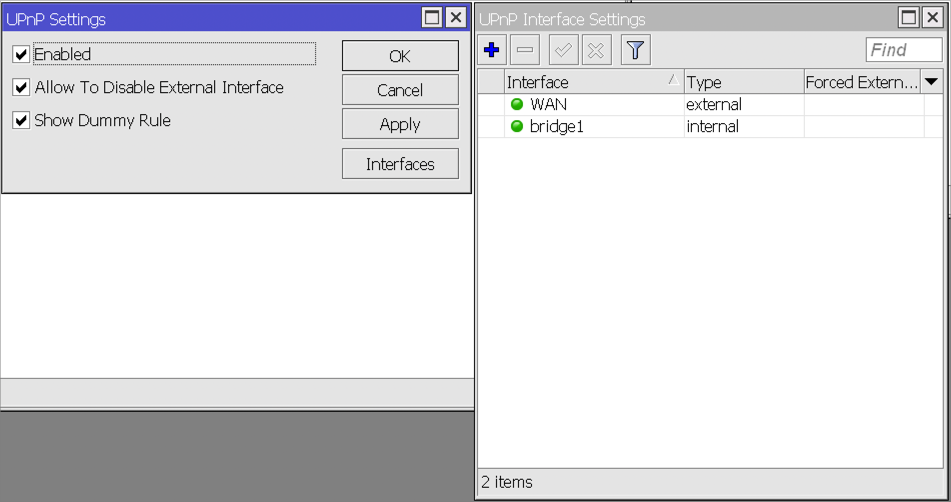 UPnP Settings
Enabled
Allow To Disable External Interface
Show Dummy Rule
OK
Cancel
Apply
Interfaces
UPnP Interface Settings
Find
Interface Type Forced Extern...
WAN external
bridge1 internal
2 items